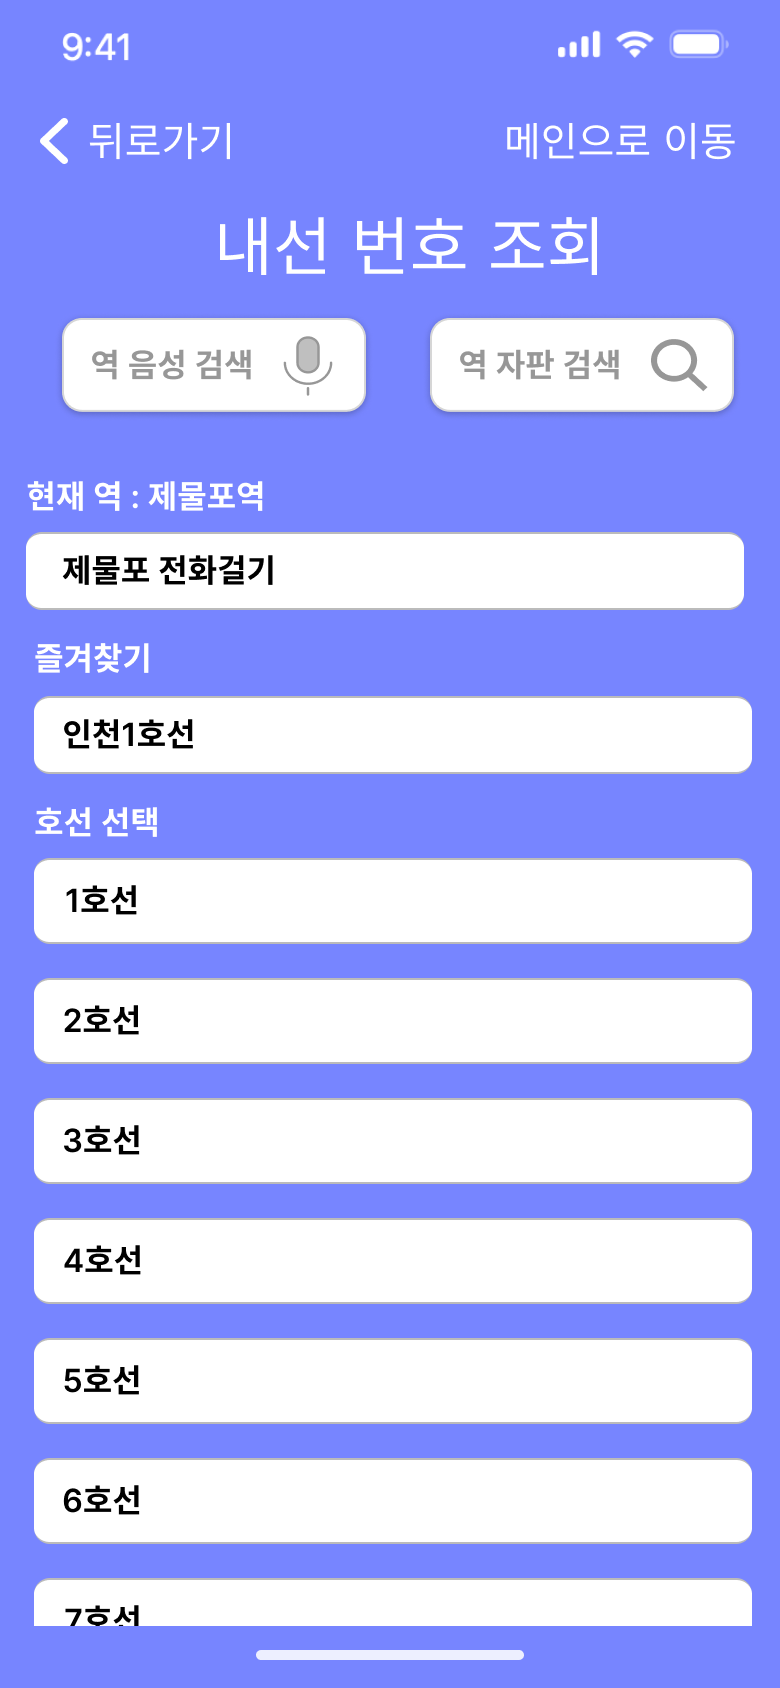 9:41
뒤로가기 메인으로 이동
내선 번호 조회
역 음성 검색 역 자판 검색
현재 역 : 제물포역
제물포 전화걸기
즐겨찾기
인천1호선
호선 선택
1호선
2호선
3호선
4호선
5호선
6호선
7호선